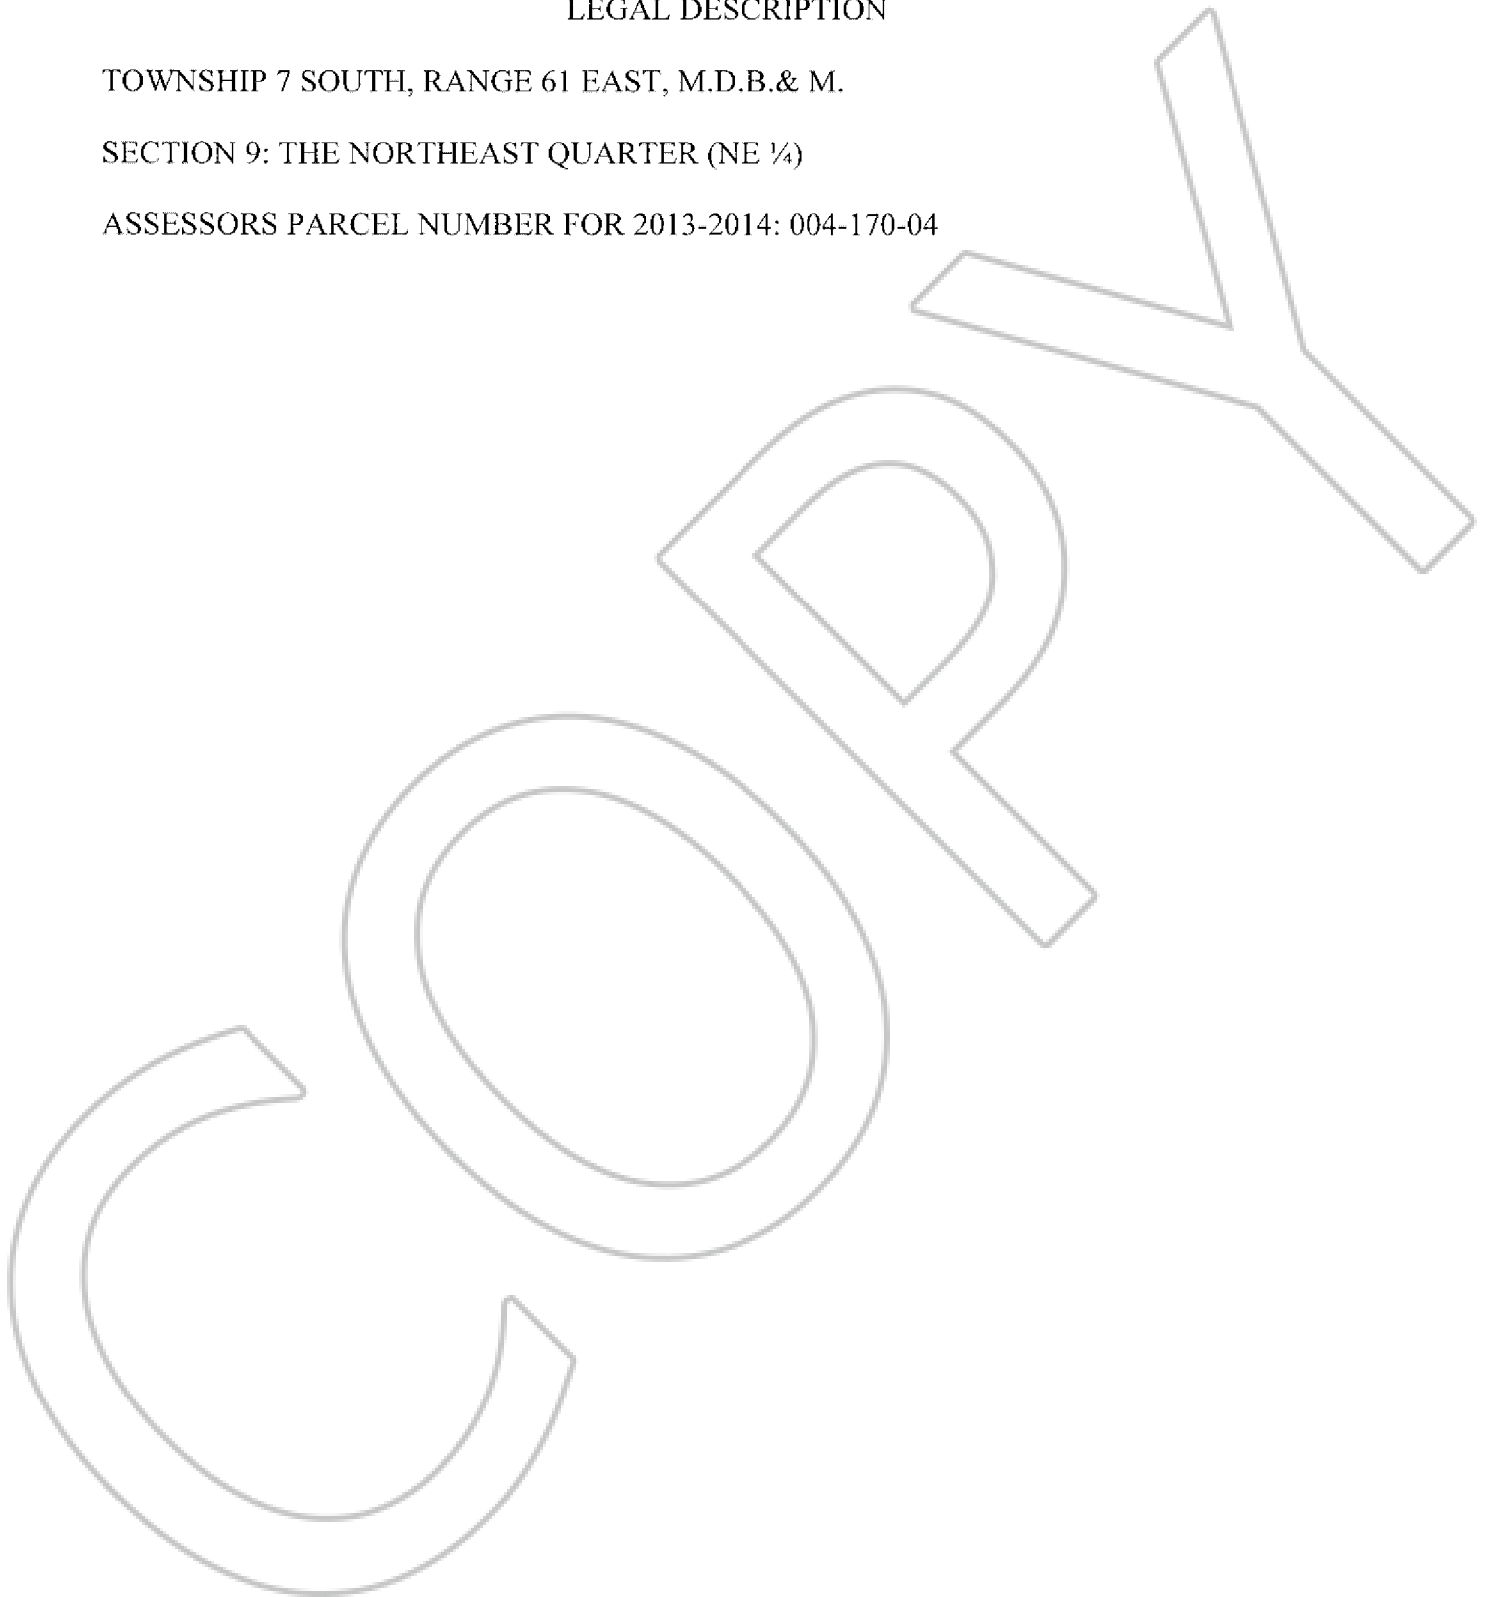 LEGAL DESCRIPTION
TOWNSHIP 7 SOUTH, RANGE 61 EAST, M.D.B.& M.
SECTION 9: THE NORTHEAST QUARTER (NE ¼)
ASSESSORS PARCEL NUMBER FOR 2013-2014: 004-170-04
COPY